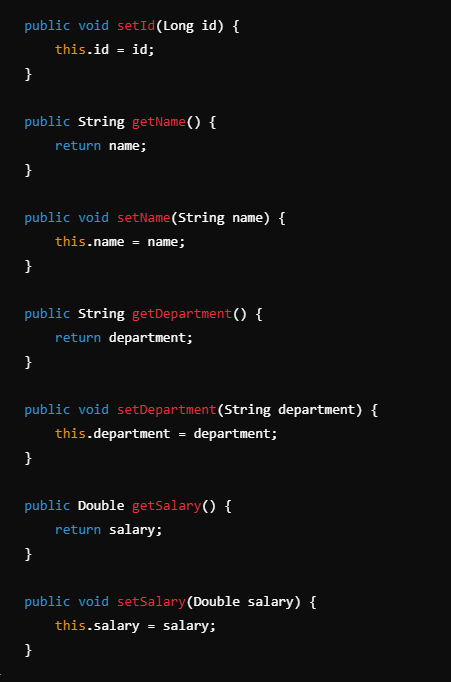 public void setId(Long id) {
    this.id = id;
}
public String getName() {
    return name;
}
public void setName(String name) {
    this.name = name;
}
public String getDepartment() {
    return department;
}
public void setDepartment(String department) {
    this.department = department;
}
public Double getSalary() {
    return salary;
}
public void setSalary(Double salary) {
    this.salary = salary;
}